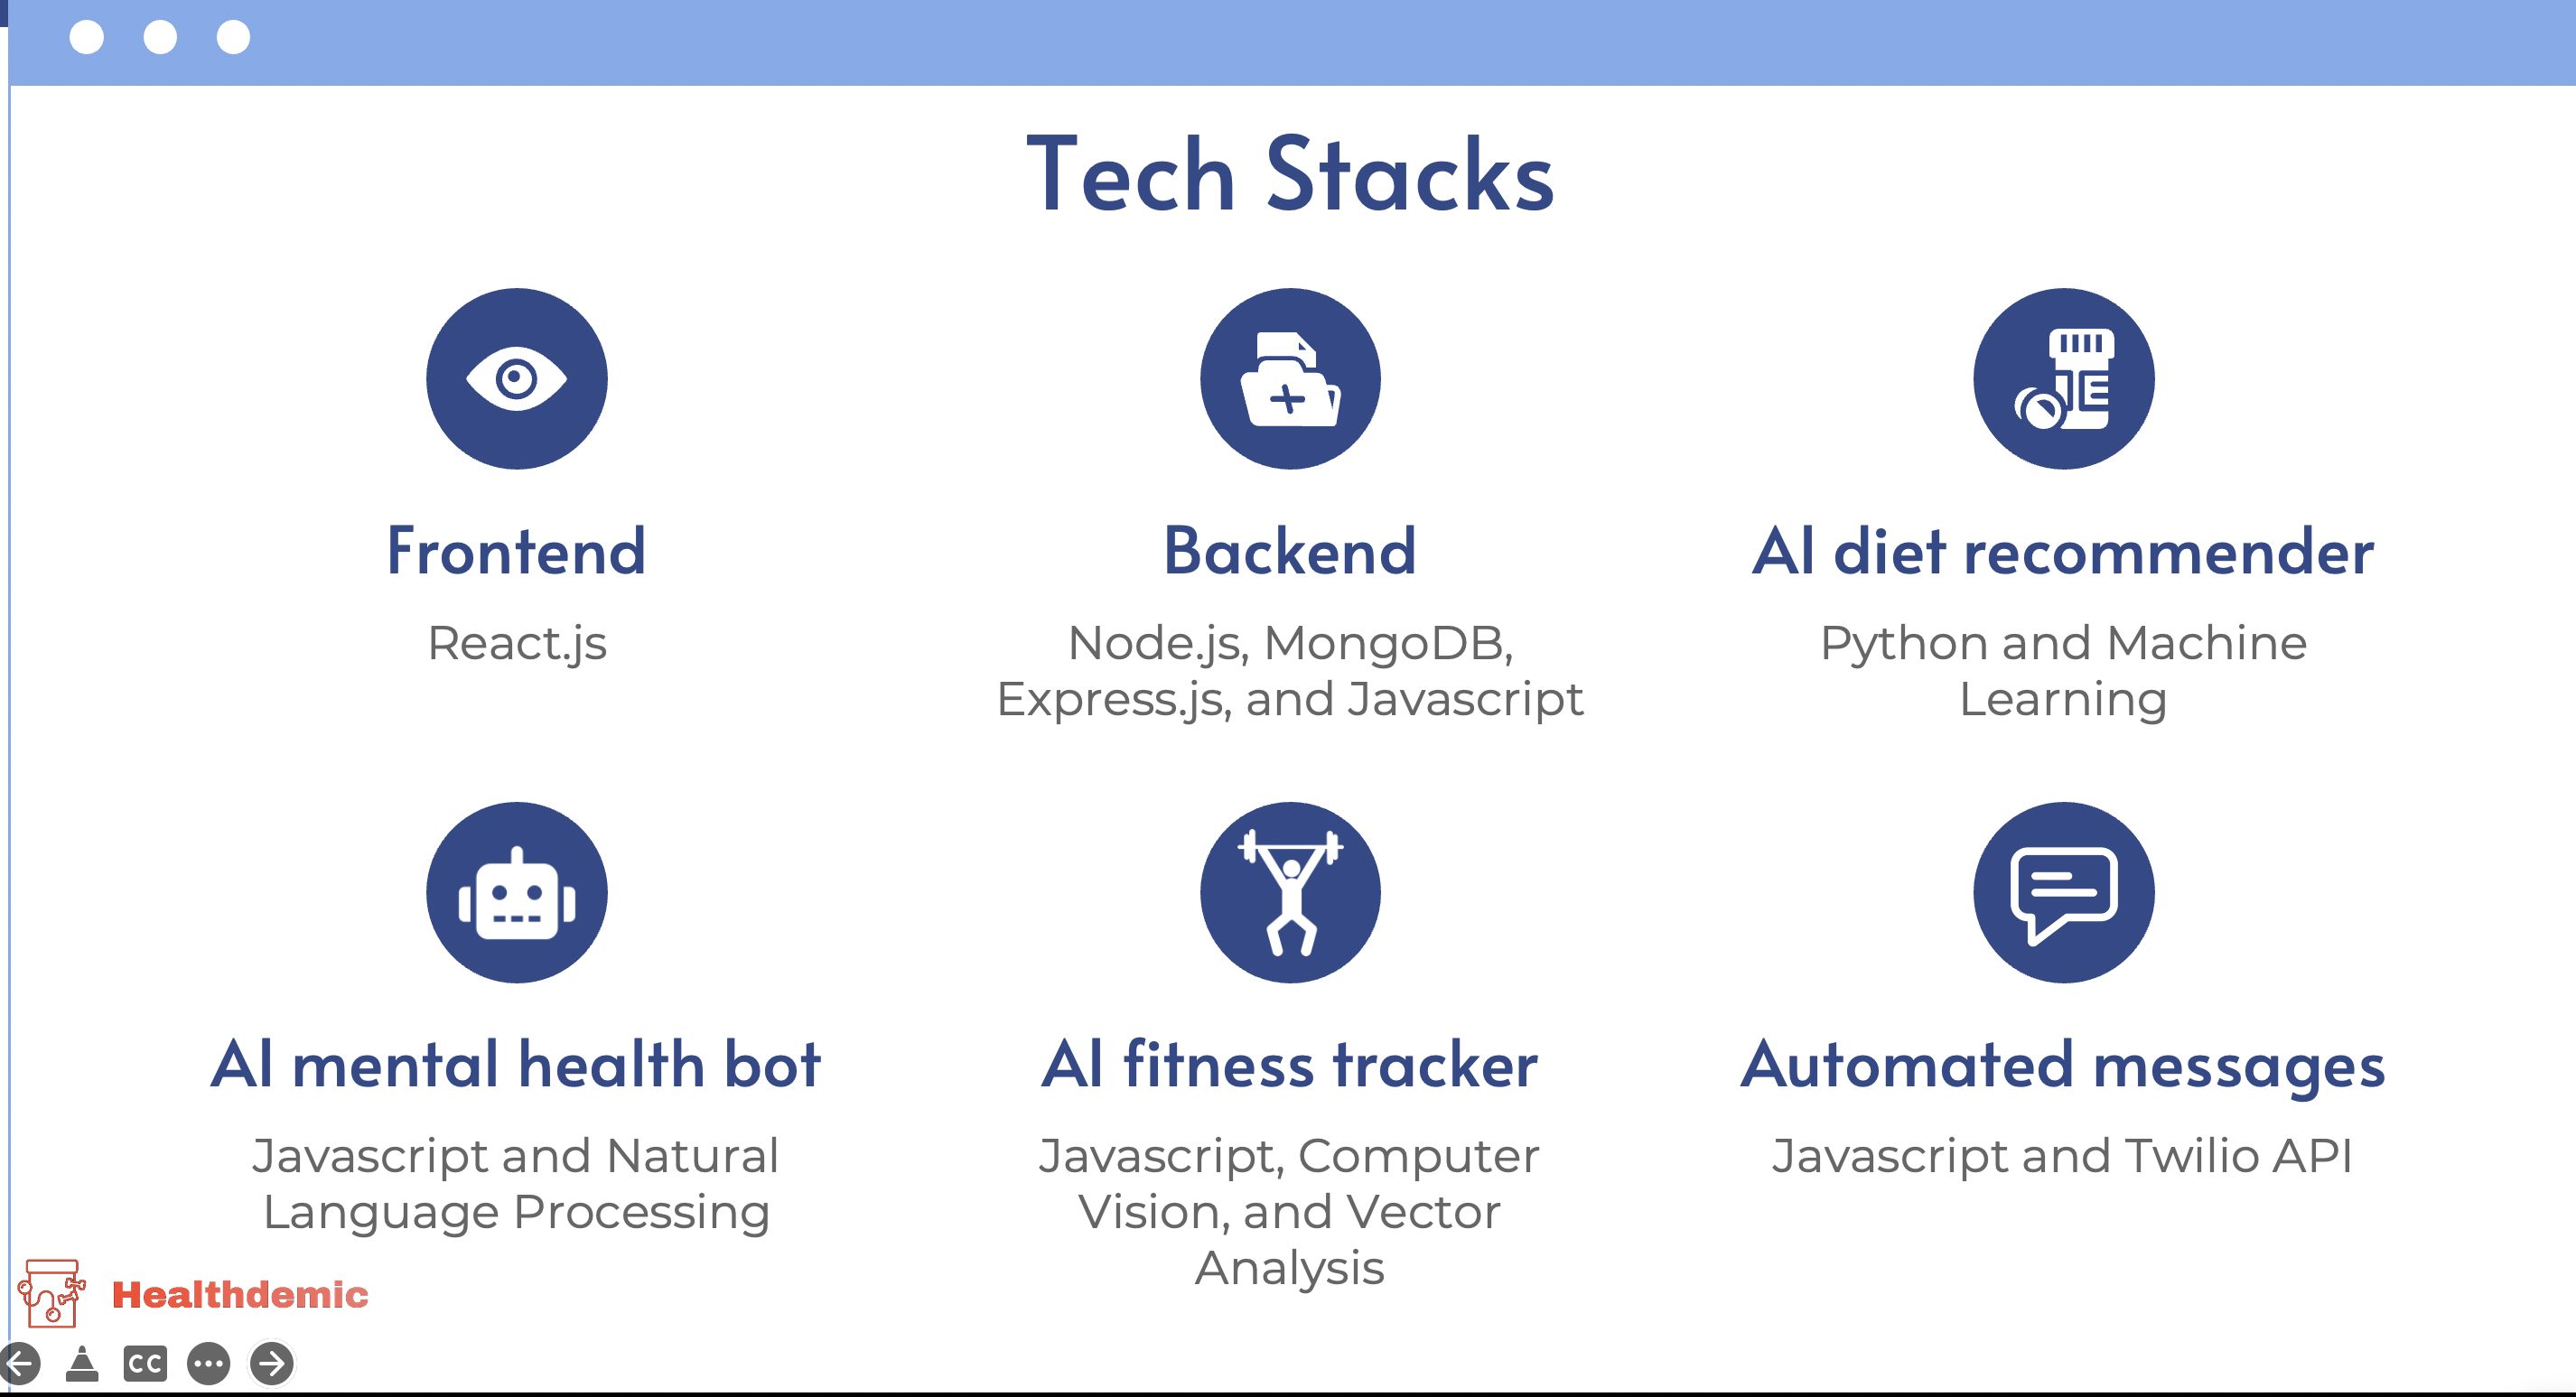 Tech Stacks
Frontend
React.js
Backend
Node.js, MongoDB,
Express.js, and Javascript
AI diet recommender
Python and Machine
Learning
AI mental health bot
Javascript and Natural
Language Processing
AI fitness tracker
Javascript, Computer
Vision, and Vector
Analysis
Automated messages
Javascript and Twilio API
Healthdemic
CC